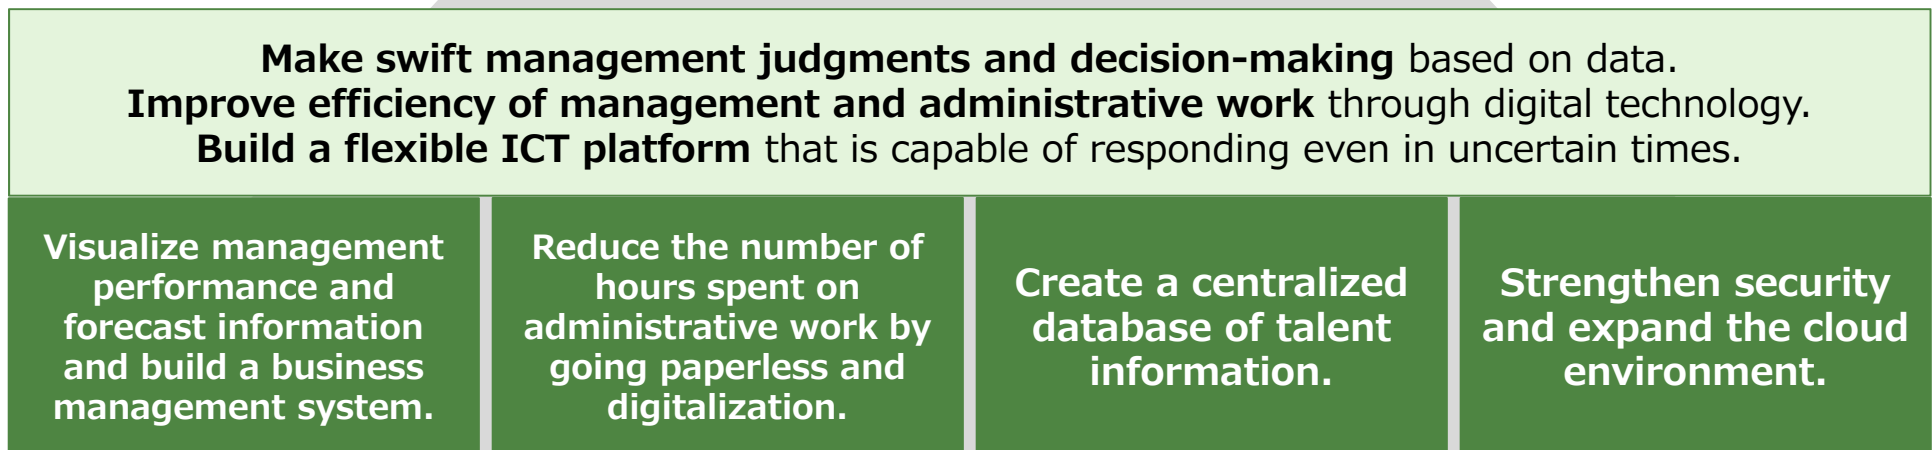 Make swift management judgments and decision-making based on data.
Improve efficiency of management and administrative work through digital technology.
Build a flexible ICT platform that is capable of responding even in uncertain times.
Visualize management
performance and
forecast information
and build a business
management system.
Reduce the number of
hours spent on
administrative work by
going paperless and
digitalization.
Create a centralized
database of talent
information.
Strengthen security
and expand the cloud
environment.